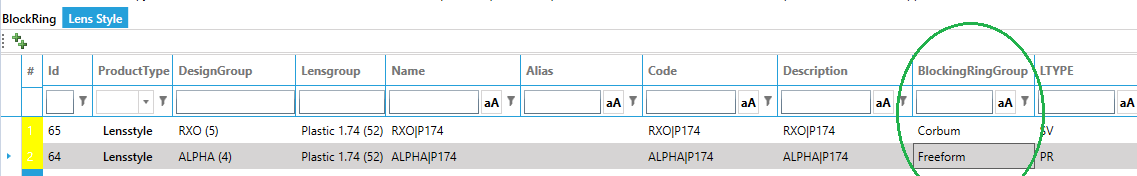 BlockRing Lens Style
# Id ProductType DesignGroup Lensgroup Name Alias Code Description BlockingRingGroup LTYPE
aA aA aA aA aA aA
1 65 Lensstyle RXO (5) Plastic 1.74 (52) RXO|P174 RXO|P174 RXO|P174 Corbum SV
2 64 Lensstyle ALPHA (4) Plastic 1.74 (52) ALPHA|P174 ALPHA|P174 ALPHA|P174 Freeform PR